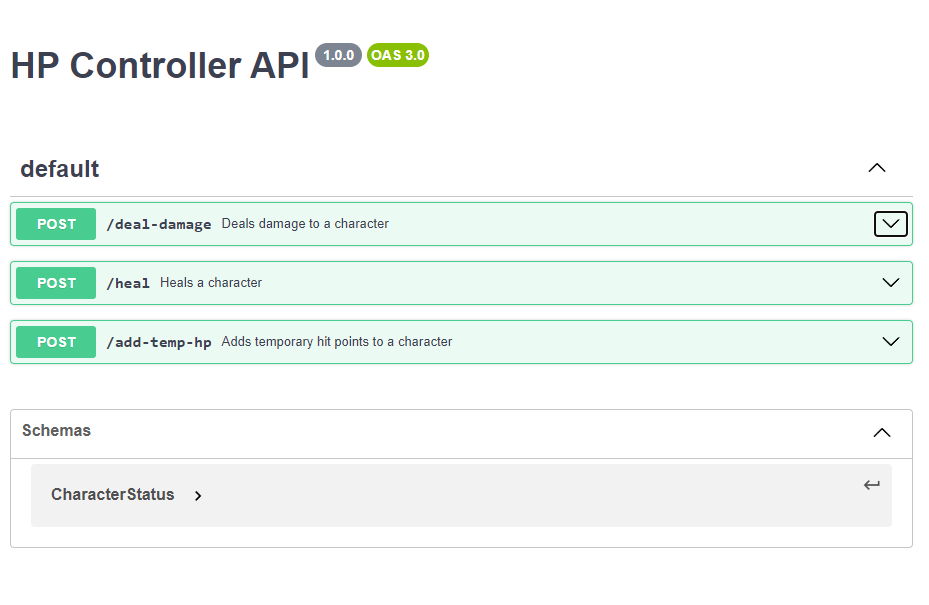 HP Controller API 1.0.0 OAS 3.0
default
POST /deal-damage Deals damage to a character
POST /heal Heals a character
POST /add-temp-hp Adds temporary hit points to a character
Schemas
CharacterStatus